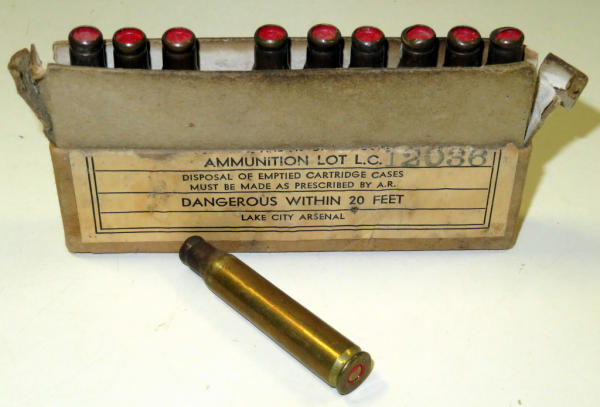 AMMUNITION LOT L.C. 12036
DISPOSAL OF EMPTIED CARTRIDGE CASES
MUST BE MADE AS PRESCRIBED BY A.R.
DANGEROUS WITHIN 20 FEET
LAKE CITY ARSENAL